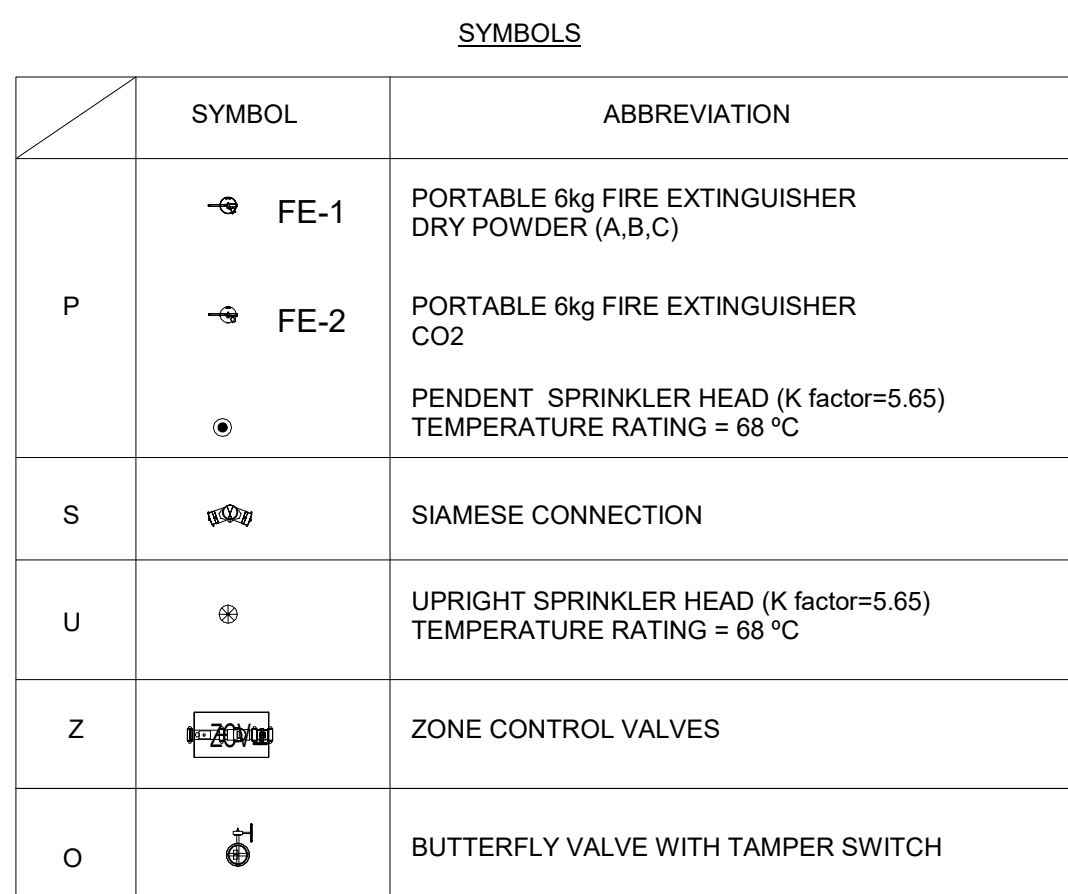 SYMBOLS
SYMBOL ABBREVIATION
P
FE-1 PORTABLE 6kg FIRE EXTINGUISHER
DRY POWDER (A,B,C)
FE-2 PORTABLE 6kg FIRE EXTINGUISHER
CO2
PENDENT SPRINKLER HEAD (K factor=5.65)
TEMPERATURE RATING = 68 ºC
S SIAMESE CONNECTION
U UPRIGHT SPRINKLER HEAD (K factor=5.65)
TEMPERATURE RATING = 68 ºC
Z ZCV ZONE CONTROL VALVES
O BUTTERFLY VALVE WITH TAMPER SWITCH